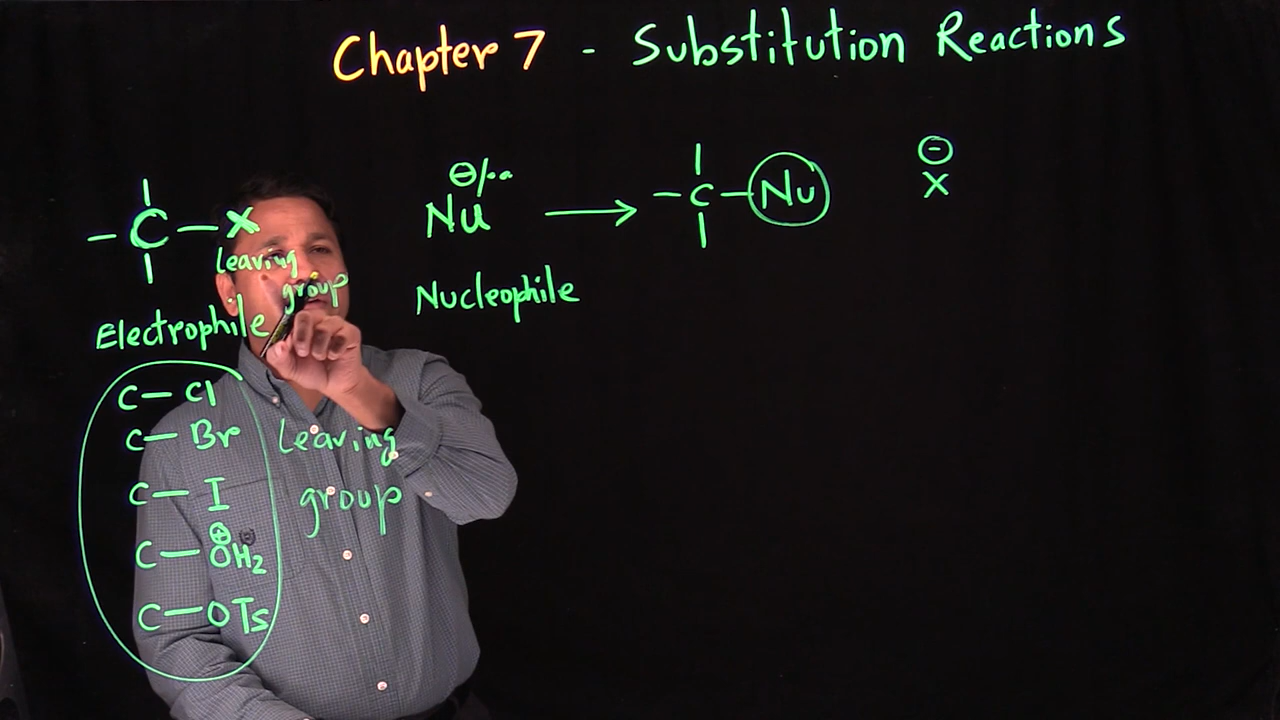 Chapter 7 - Substitution Reactions
C—X
leaving
group
Electrophile
⊖/••
Nu
Nucleophile
→
—C—Nu
⊖
X
C—Cl
C—Br
C—I
C—⊕OH2
C—OTs
Leaving
group